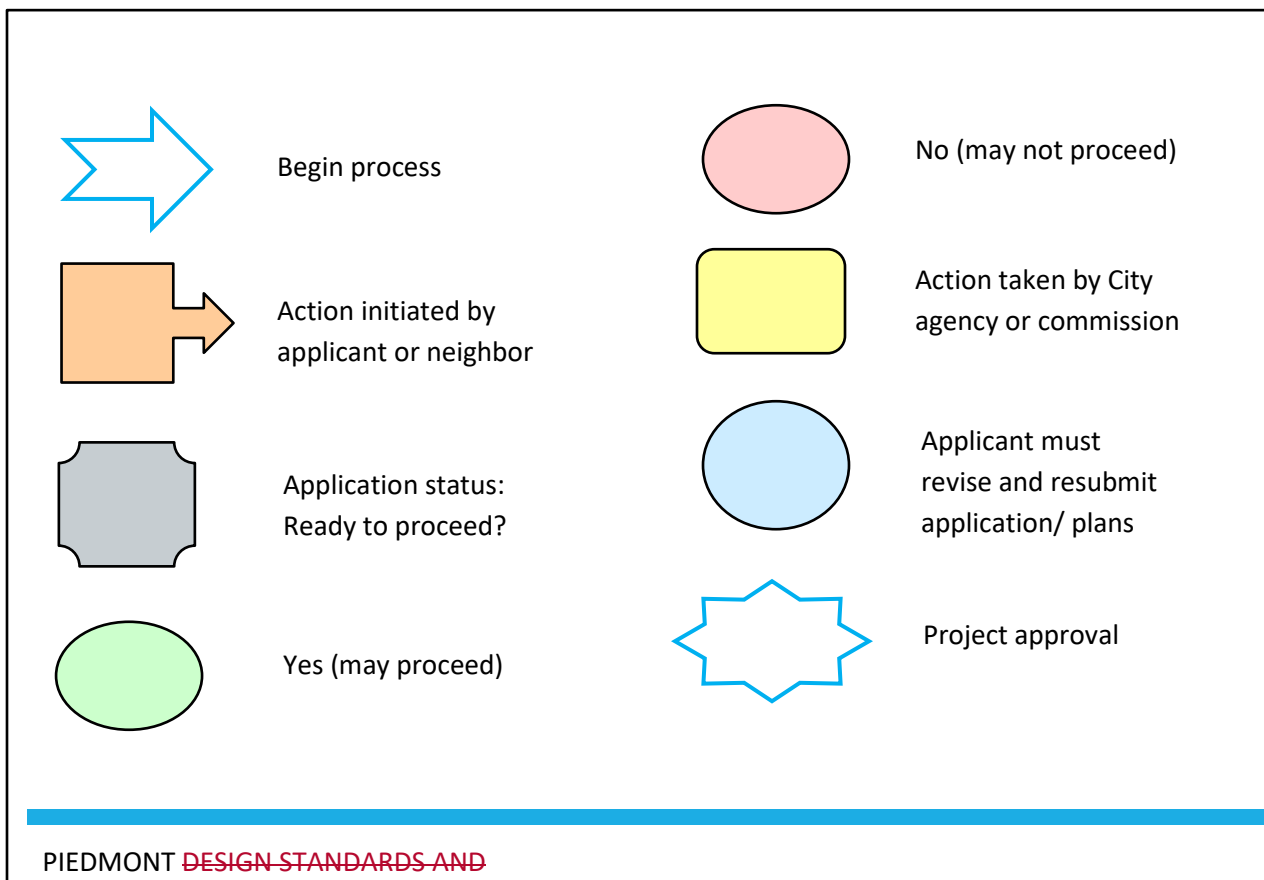 Begin process
Action initiated by
applicant or neighbor
Application status:
Ready to proceed?
Yes (may proceed)
No (may not proceed)
Action taken by City
agency or commission
Applicant must
revise and resubmit
application/ plans
Project approval
PIEDMONT DESIGN STANDARDS AND